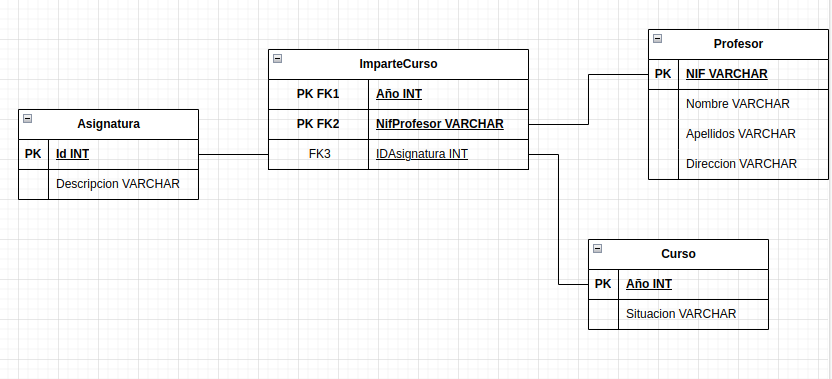 Asignatura
PK Id INT
Descripcion VARCHAR
ImparteCurso
PK FK1 Año INT
PK FK2 NifProfesor VARCHAR
FK3 IDAsignatura INT
Profesor
PK NIF VARCHAR
Nombre VARCHAR
Apellidos VARCHAR
Direccion VARCHAR
Curso
PK Año INT
Situacion VARCHAR